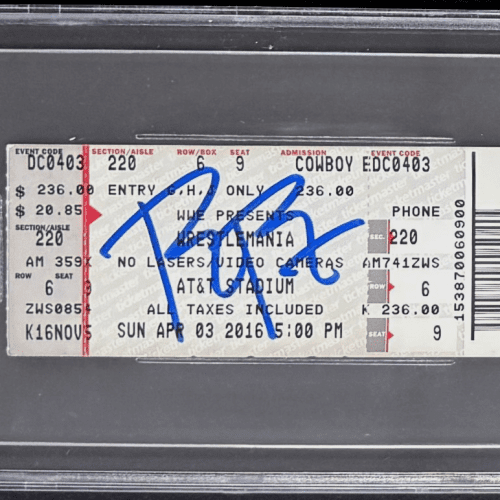 EVENT CODE SECTION/AISLE ROW/BOX SEAT ADMISSION EVENT CODE
DC0403 220 6 9 COWBOY EDC0403
$ 236.00 ENTRY G,H,J ONLY 236.00
$ 20.85 WWE PRESENTS PHONE
SECTION/AISLE
220 WRESTLEMANIA SEC. 220
AM 359X NO LASERS/VIDEO CAMERAS AM741ZWS
ROW SEAT
6 AT&T STADIUM ROW 6
ZWS0854 ALL TAXES INCLUDED 236.00
K16NOV5 SUN APR 03 2016 5:00 PM SEAT 9
153870060900